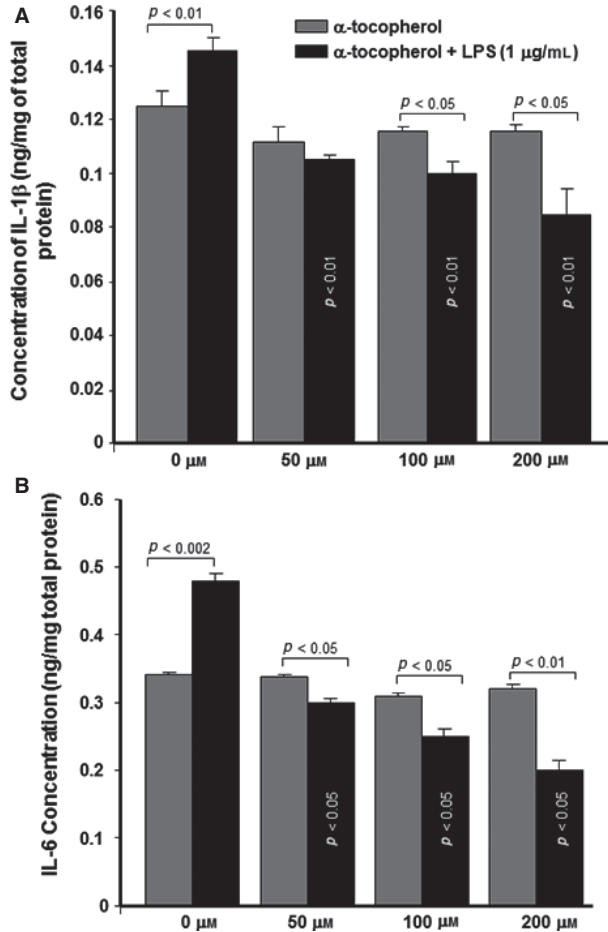 A
p < 0.01
α-tocopherol
α-tocopherol + LPS (1 μg/mL)
p < 0.05
p < 0.05
Concentration of IL-1β (ng/mg of total
protein)
0.16
0.14
0.12
0.1
0.08
0.06
0.04
0.02
0
p < 0.01
p < 0.01
p < 0.01
0 μM
50 μM
100 μM
200 μM
B
IL-6 Concentration (ng/mg total protein)
0.6
0.5
0.4
0.3
0.2
0.1
0
p < 0.002
p < 0.05
p < 0.05
p < 0.01
p < 0.05
p < 0.05
p < 0.05
0 μM
50 μM
100 μM
200 μM